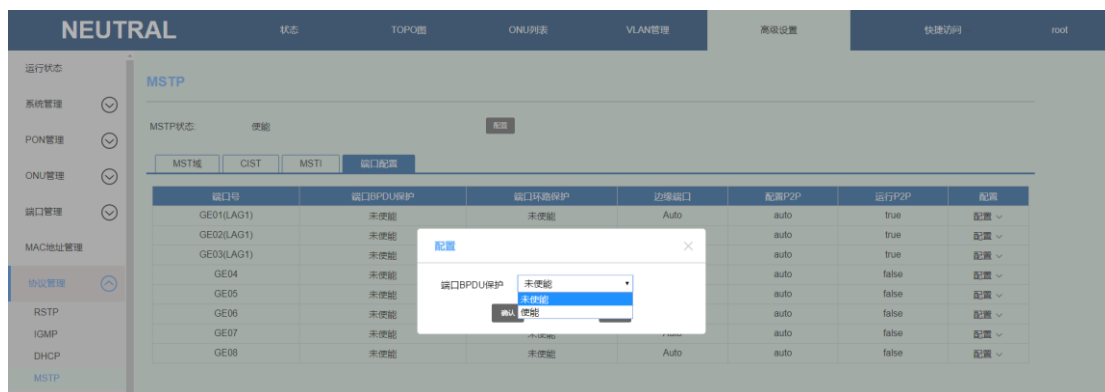 NEUTRAL 状态 TOPO图 ONU列表 VLAN管理 高级设置 快捷访问 root
运行状态
系统管理
PON管理
ONU管理
端口管理
MAC地址管理
协议管理
RSTP
IGMP
DHCP
MSTP
MSTP
MSTP状态: 使能 配置
MST域 CIST MSTI 端口配置
端口号 端口BPDU保护 端口环路保护 边缘端口 配置P2P 运行P2P 配置
GE01(LAG1) 未使能 未使能 Auto auto true 配置
GE02(LAG1) 未使能 auto true 配置
GE03(LAG1) 未使能 auto true 配置
GE04 未使能 auto false 配置
GE05 未使能 auto false 配置
GE06 未使能 auto false 配置
GE07 未使能 未使能 Auto auto false 配置
GE08 未使能 未使能 Auto auto false 配置
配置
端口BPDU保护 未使能
未使能
使能
确认